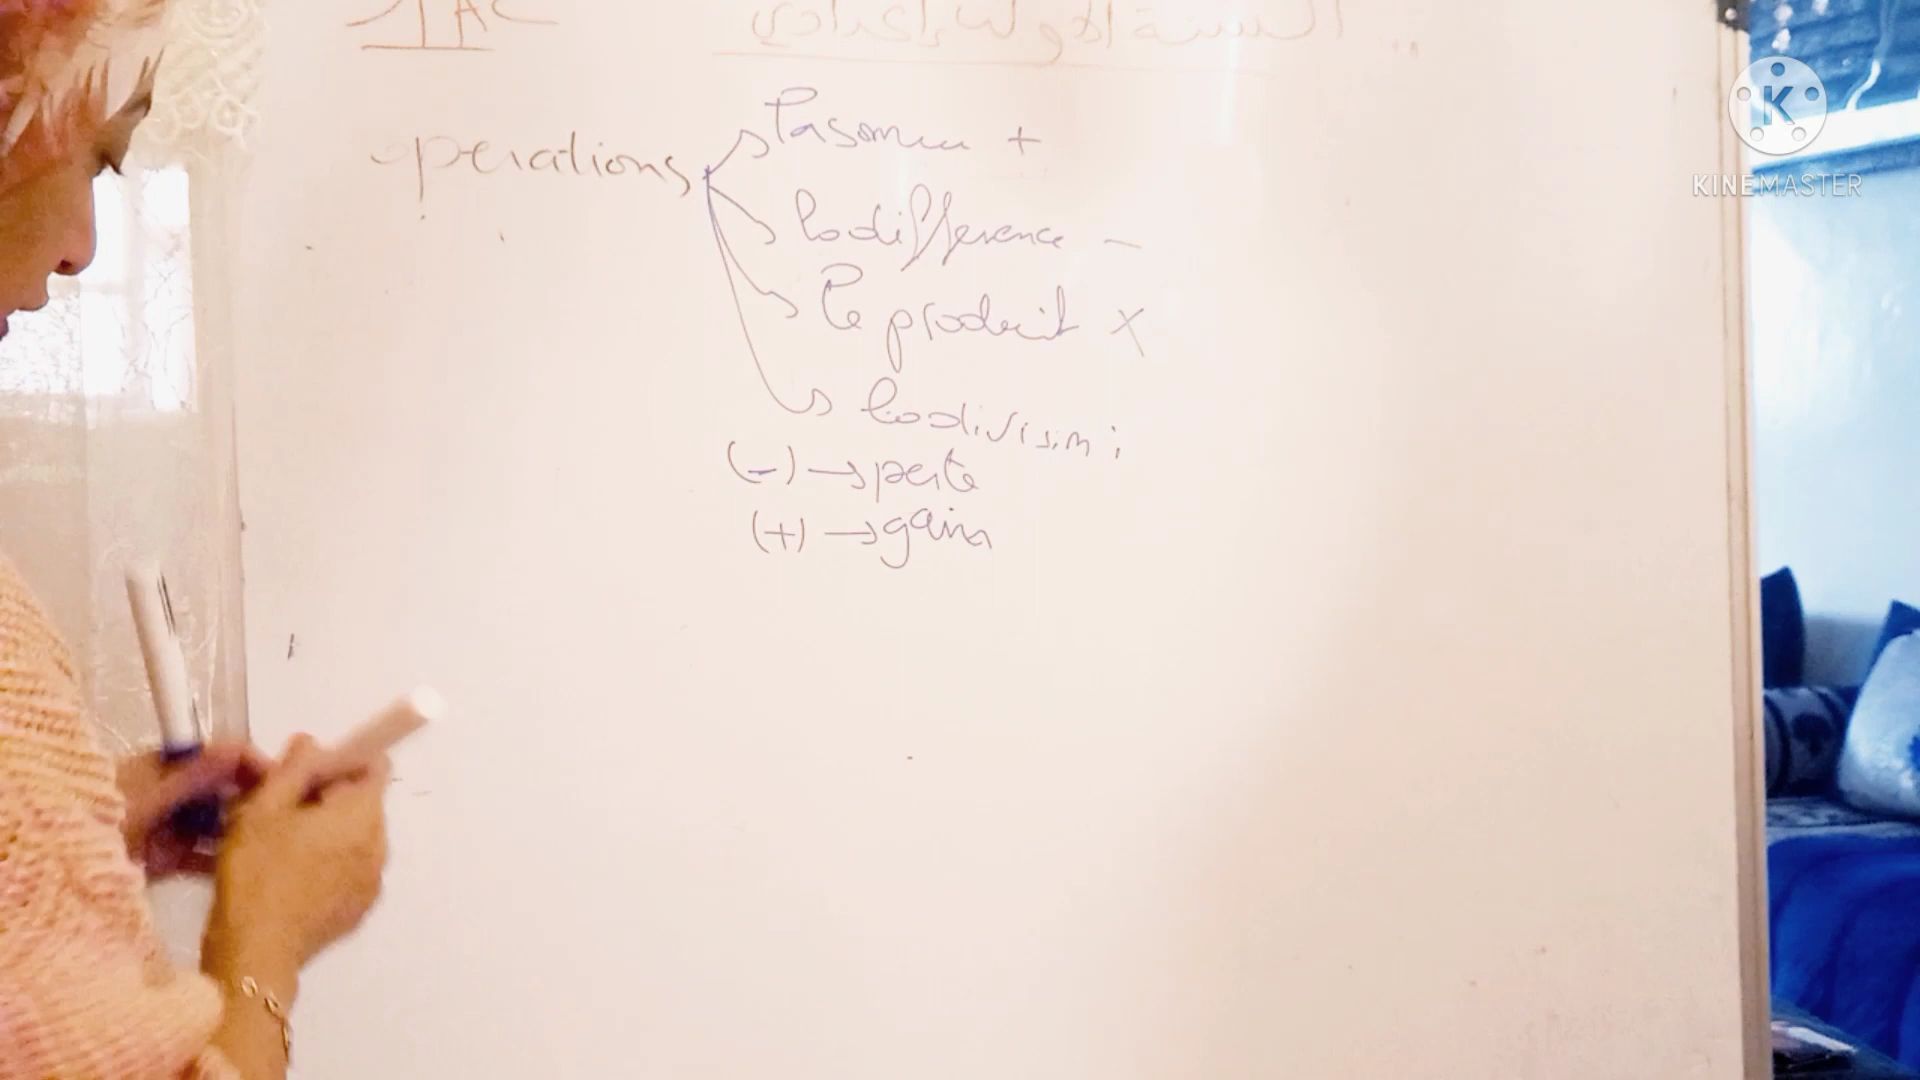 1AC السنة الأولى إعدادي
operations
la somme +
la difference -
le produit x
la division :
(-) → perte
(+) → gain
K
KINEMASTER